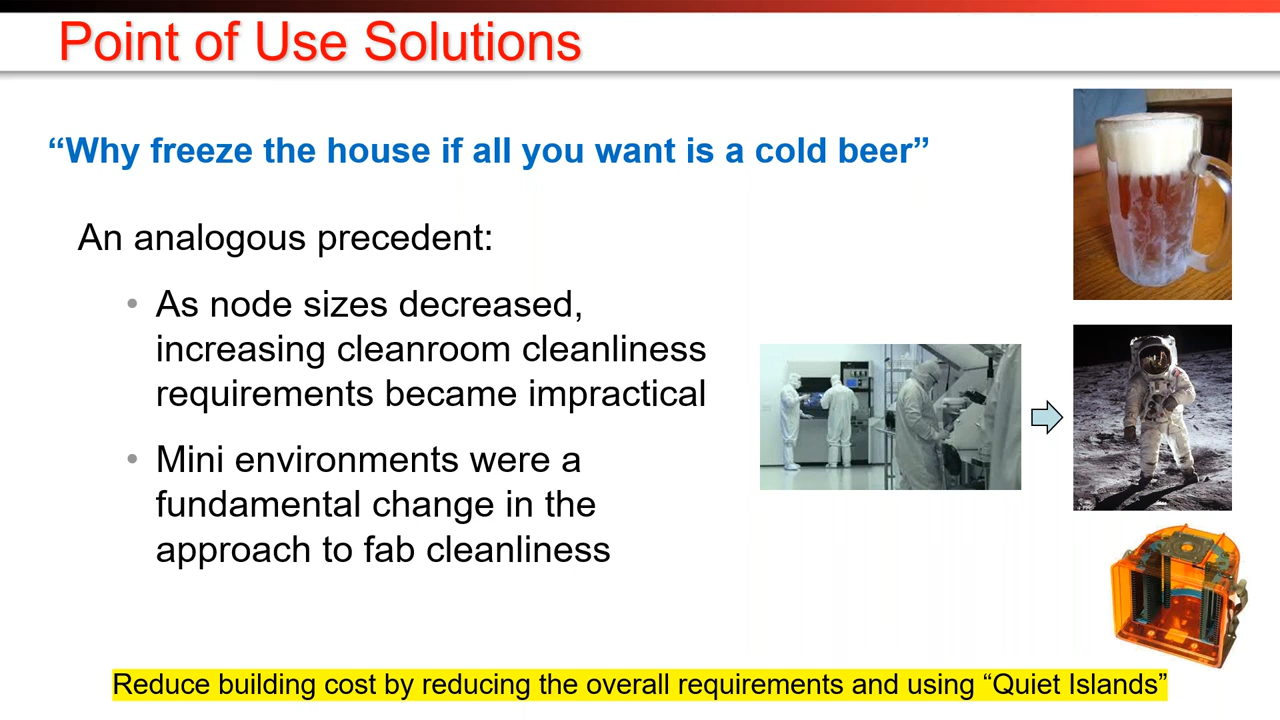 Point of Use Solutions
“Why freeze the house if all you want is a cold beer”
An analogous precedent:
• As node sizes decreased,
increasing cleanroom cleanliness
requirements became impractical
• Mini environments were a
fundamental change in the
approach to fab cleanliness
Reduce building cost by reducing the overall requirements and using “Quiet Islands”